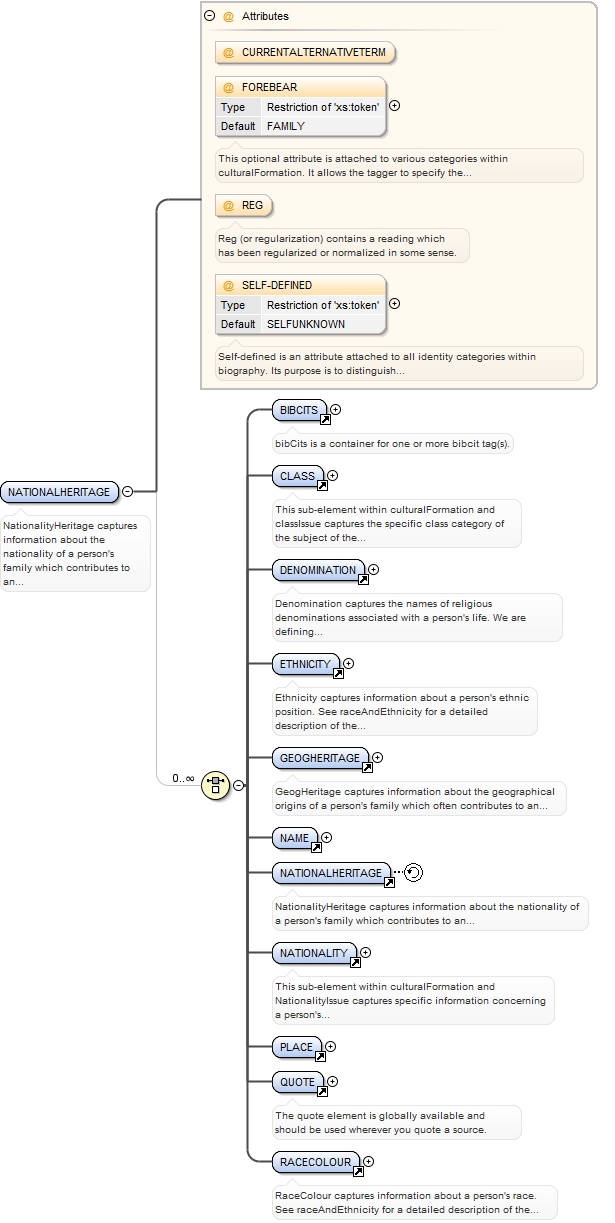 @ Attributes
@ CURRENTALTERNATIVETERM
@ FOREBEAR
Type Restriction of 'xs:token'
Default FAMILY
This optional attribute is attached to various categories within
culturalFormation. It allows the tagger to specify the...
@ REG
Reg (or regularization) contains a reading which
has been regularized or normalized in some sense.
@ SELF-DEFINED
Type Restriction of 'xs:token'
Default SELFUNKNOWN
Self-defined is an attribute attached to all identity categories within
biography. Its purpose is to distinguish...
NATIONALHERITAGE
NationalityHeritage captures
information about the
nationality of a person's
family which contributes to
an...
0..∞
BIBCITS
bibCits is a container for one or more bibcit tag(s).
CLASS
This sub-element within culturalFormation and
classIssue captures the specific class category of
the subject of the...
DENOMINATION
Denomination captures the names of religious
denominations associated with a person's life. We are
defining...
ETHNICITY
Ethnicity captures information about a person's ethnic
position. See raceAndEthnicity for a detailed
description of the...
GEOGHERITAGE
GeogHeritage captures information about the geographical
origins of a person's family which often contributes to an...
NAME
NATIONALHERITAGE
NationalityHeritage captures information about the nationality of
a person's family which contributes to an...
NATIONALITY
This sub-element within culturalFormation and
NationalityIssue captures specific information concerning
a person's...
PLACE
QUOTE
The quote element is globally available and
should be used wherever you quote a source.
RACECOLOUR
RaceColour captures information about a person's race.
See raceAndEthnicity for a detailed description of the...